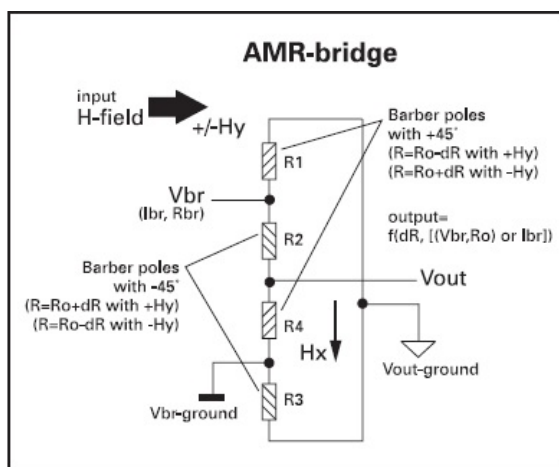 AMR-bridge
input
H-field
+/-Hy
Barber poles
with +45°
(R=Ro-dR with +Hy)
(R=Ro+dR with -Hy)
R1
Vbr
(Ibr, Rbr)
R2
output=
f(dR, [(Vbr,Ro) or Ibr])
Vout
Barber poles
with -45°
(R=Ro+dR with +Hy)
(R=Ro-dR with -Hy)
R4
Hx
Vout-ground
Vbr-ground
R3